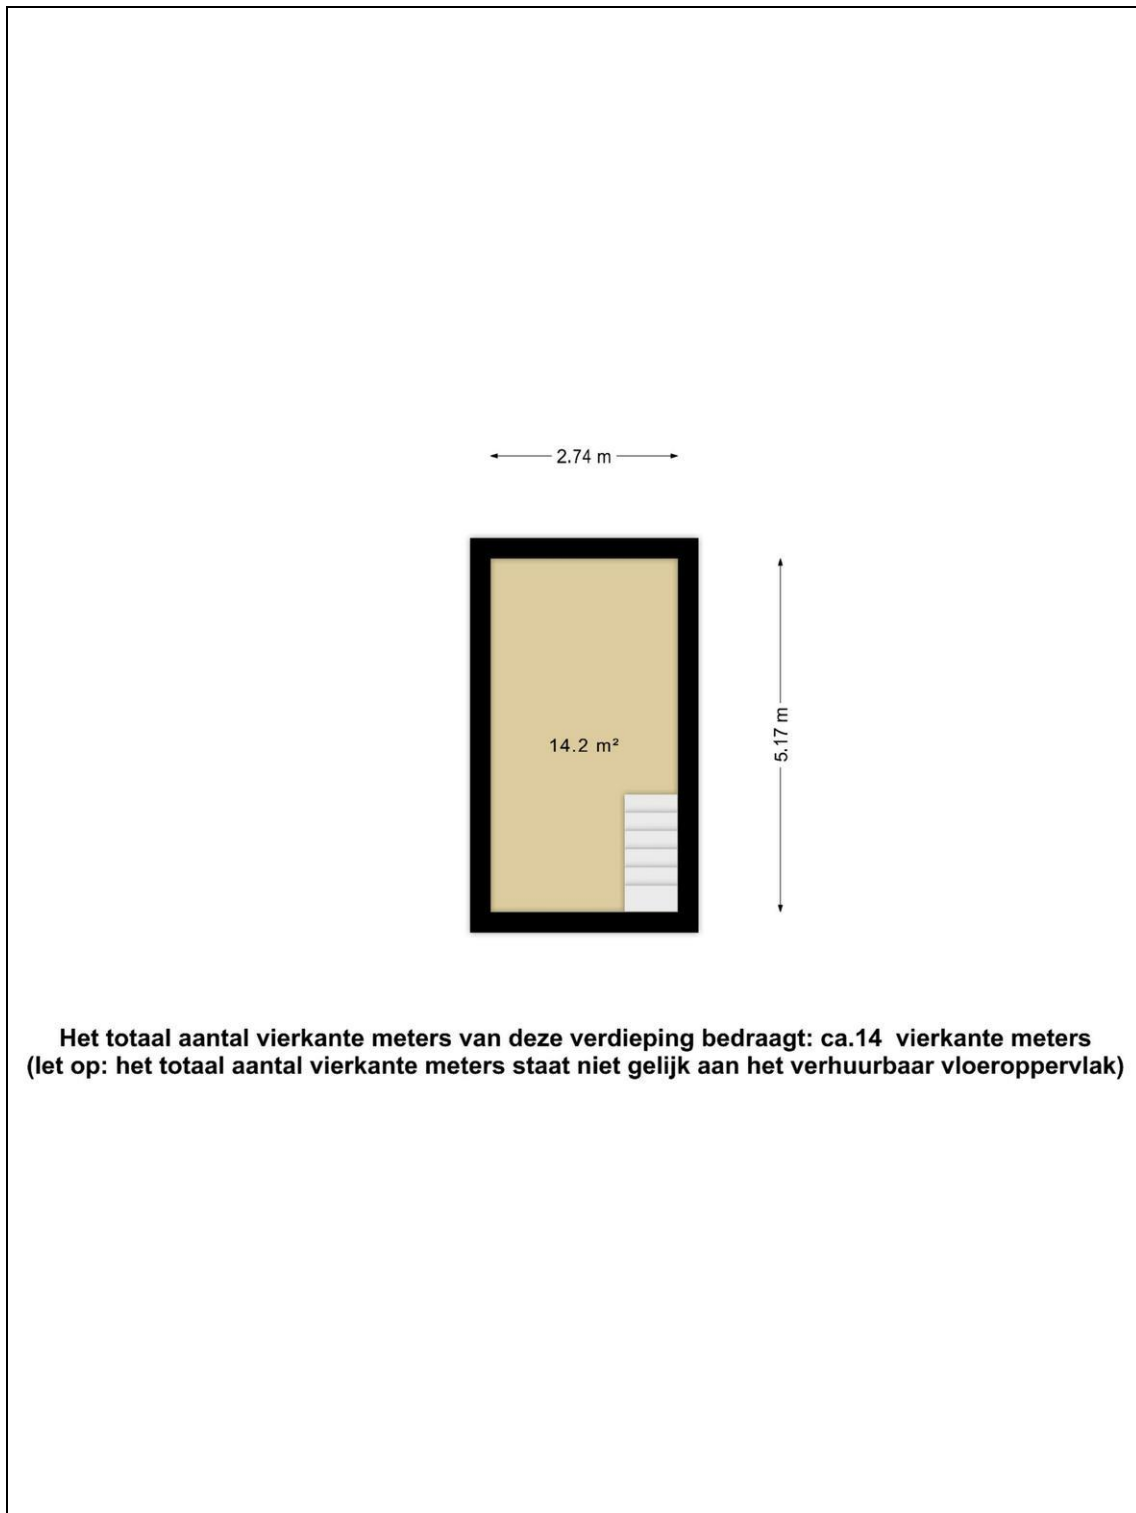 2.74 m
5.17 m
14.2 m²
Het totaal aantal vierkante meters van deze verdieping bedraagt: ca.14  vierkante meters
(let op: het totaal aantal vierkante meters staat niet gelijk aan het verhuurbaar vloeroppervlak)